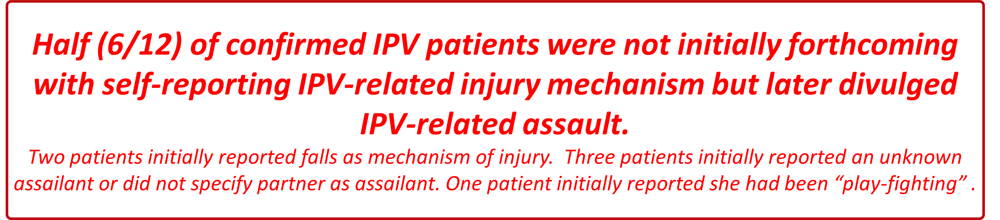 Half (6/12) of confirmed IPV patients were not initially forthcoming
with self-reporting IPV-related injury mechanism but later divulged
IPV-related assault.
Two patients initially reported falls as mechanism of injury.  Three patients initially reported an unknown
assailant or did not specify partner as assailant. One patient initially reported she had been “play-fighting” .